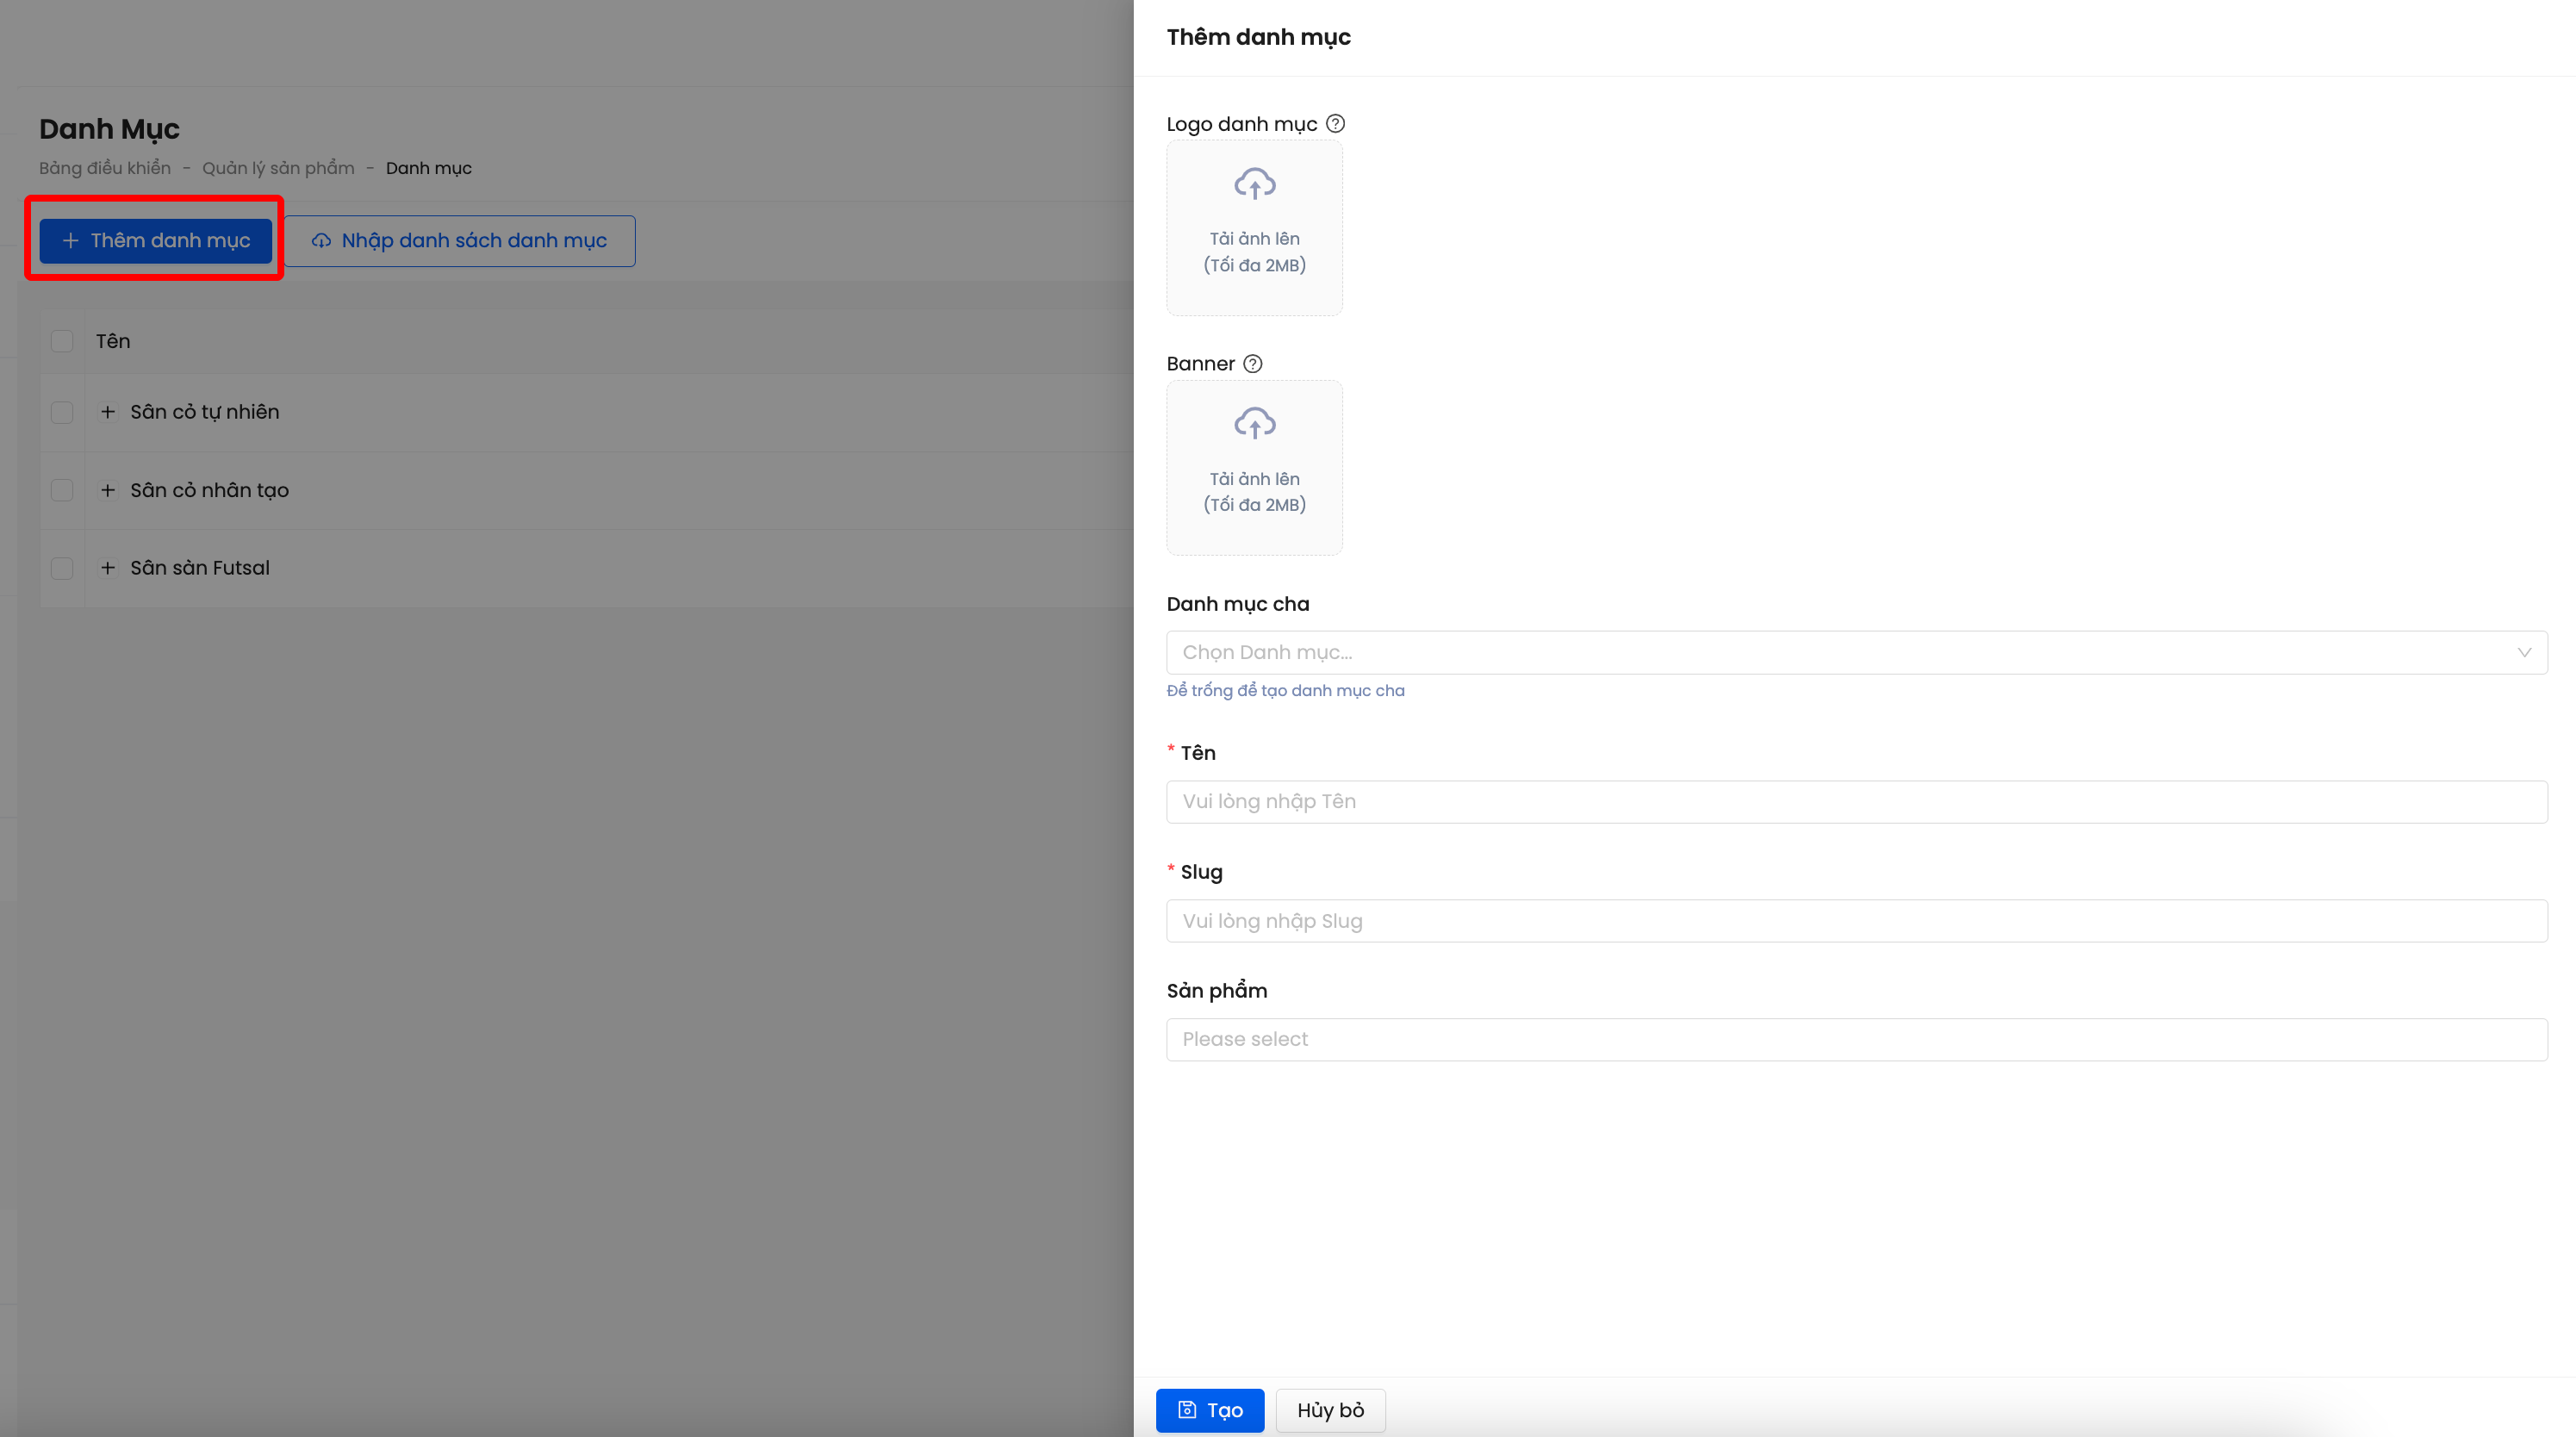 Danh Mục
Bảng điều khiển - Quản lý sản phẩm - Danh mục
Thêm danh mục
Nhập danh sách danh mục
Tên
Sân cỏ tự nhiên
Sân cỏ nhân tạo
Sân sàn Futsal
Thêm danh mục
Logo danh mục
Tải ảnh lên
(Tối đa 2MB)
Banner
Tải ảnh lên
(Tối đa 2MB)
Danh mục cha
Chọn Danh mục...
Để trống để tạo danh mục cha
* Tên
Vui lòng nhập Tên
* Slug
Vui lòng nhập Slug
Sản phẩm
Please select
Tạo
Hủy bỏ